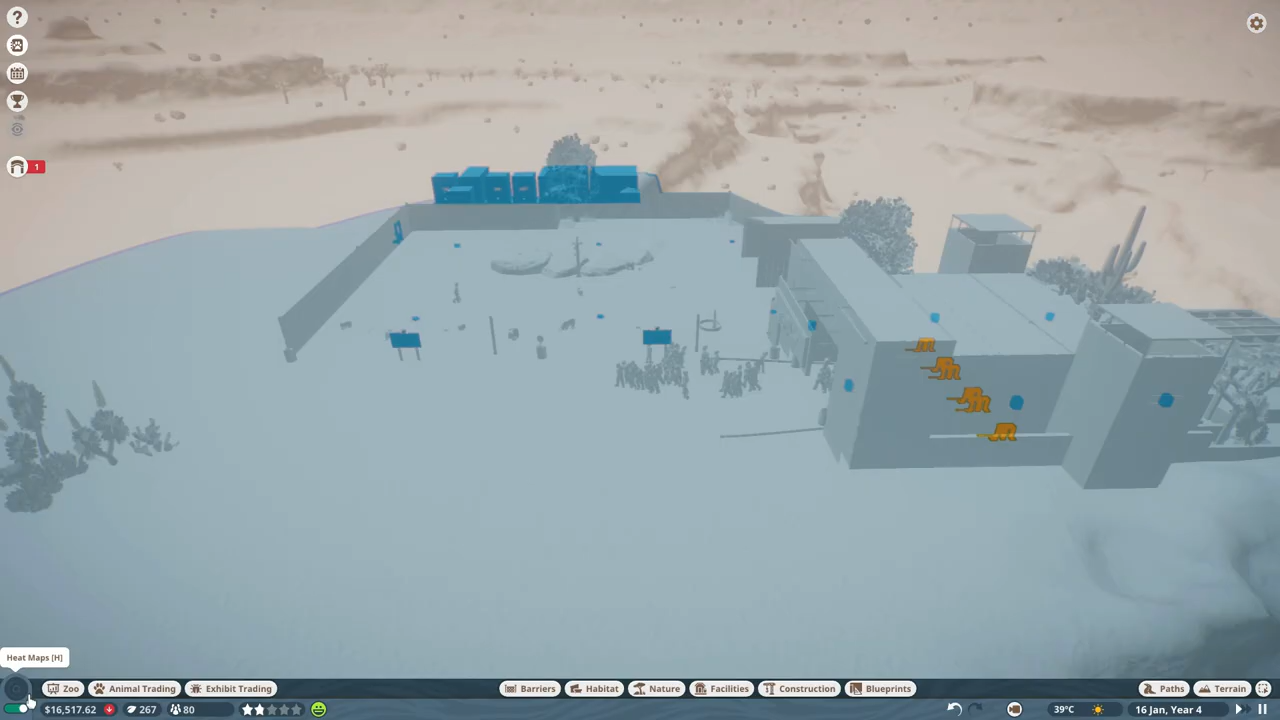 1
Heat Maps [H]
Zoo
Animal Trading
Exhibit Trading
Barriers
Habitat
Nature
Facilities
Construction
Blueprints
Paths
Terrain
$16,517.62
267
80
39°C
16 Jan, Year 4